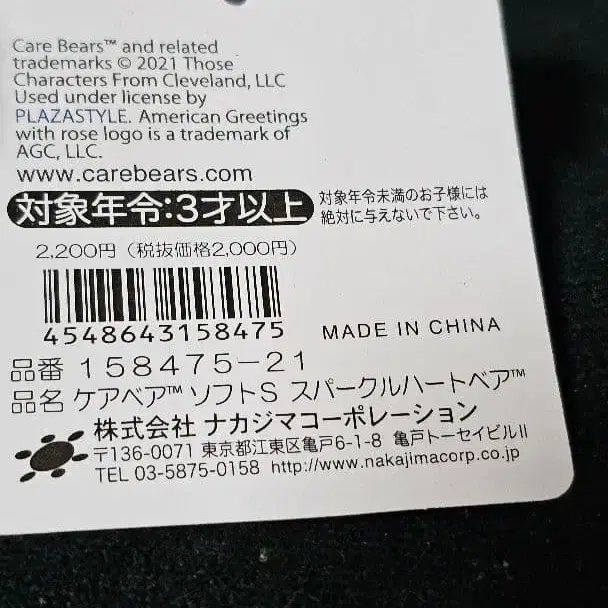 Care Bears™ and related
trademarks © 2021 Those
Characters From Cleveland, LLC
Used under license by
PLAZASTYLE. American Greetings
with rose logo is a trademark of
AGC, LLC.
www.carebears.com
対象年令:3才以上 対象年令未満のお子様には
絶対に与えないで下さい。
2,200円（税抜価格2,000円）
4548643158475 MADE IN CHINA
品番 158475-21
品名 ケアベア™ ソフトS スパークルハートベア™
株式会社 ナカジマコーポレーション
〒136-0071 東京都江東区亀戸6-1-8 亀戸トーセイビルⅡ
TEL 03-5875-0158 http://www.nakajimacorp.co.jp